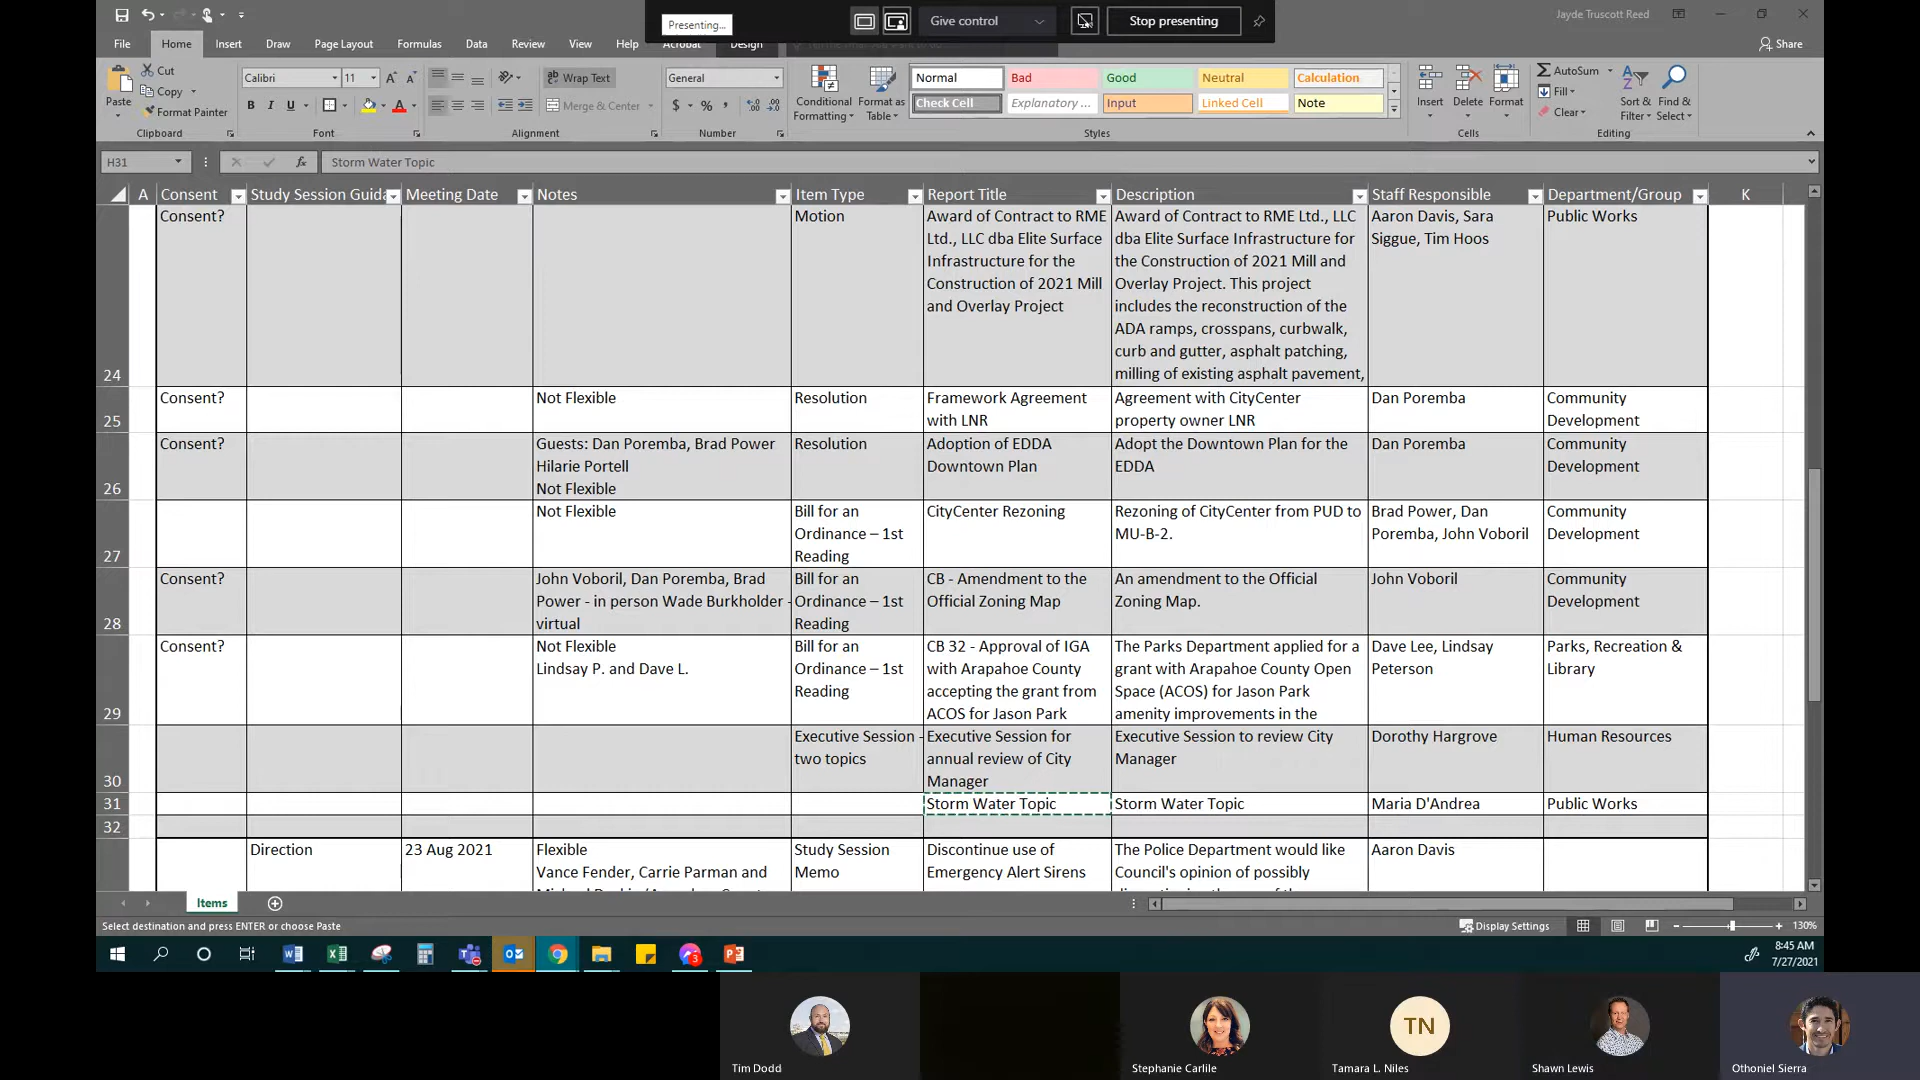 Presenting...
Give control
Stop presenting
Jayde Truscott Reed
File Home Insert Draw Page Layout Formulas Data Review View Help Acrobat Design
Share
Paste
Cut
Copy
Format Painter
Clipboard
Calibri 11
B I U
Font
Wrap Text
Merge & Center
Alignment
General
$ % ,
Number
Conditional
Formatting
Format as
Table
Normal Bad Good Neutral Calculation
Check Cell Explanatory ... Input Linked Cell Note
Styles
Insert Delete Format
Cells
AutoSum
Fill
Clear
Sort &
Filter
Find &
Select
Editing
H31 fx Storm Water Topic
A Consent Study Session Guida Meeting Date Notes Item Type Report Title Description Staff Responsible Department/Group K
24
Consent?
Motion
Award of Contract to RME
Ltd., LLC dba Elite Surface
Infrastructure for the
Construction of 2021 Mill
and Overlay Project
Award of Contract to RME Ltd., LLC
dba Elite Surface Infrastructure for
the Construction of 2021 Mill and
Overlay Project. This project
includes the reconstruction of the
ADA ramps, crosspans, curbwalk,
curb and gutter, asphalt patching,
milling of existing asphalt pavement,
Aaron Davis, Sara
Siggue, Tim Hoos
Public Works
25
Consent?
Not Flexible
Resolution
Framework Agreement
with LNR
Agreement with CityCenter
property owner LNR
Dan Poremba
Community
Development
26
Consent?
Guests: Dan Poremba, Brad Power
Hilarie Portell
Not Flexible
Resolution
Adoption of EDDA
Downtown Plan
Adopt the Downtown Plan for the
EDDA
Dan Poremba
Community
Development
27
Not Flexible
Bill for an
Ordinance – 1st
Reading
CityCenter Rezoning
Rezoning of CityCenter from PUD to
MU-B-2.
Brad Power, Dan
Poremba, John Voboril
Community
Development
28
Consent?
John Voboril, Dan Poremba, Brad
Power - in person Wade Burkholder -
virtual
Bill for an
Ordinance – 1st
Reading
CB - Amendment to the
Official Zoning Map
An amendment to the Official
Zoning Map.
John Voboril
Community
Development
29
Consent?
Not Flexible
Lindsay P. and Dave L.
Bill for an
Ordinance – 1st
Reading
CB 32 - Approval of IGA
with Arapahoe County
accepting the grant from
ACOS for Jason Park
The Parks Department applied for a
grant with Arapahoe County Open
Space (ACOS) for Jason Park
amenity improvements in the
Dave Lee, Lindsay
Peterson
Parks, Recreation &
Library
30
Executive Session -
two topics
Executive Session for
annual review of City
Manager
Executive Session to review City
Manager
Dorothy Hargrove
Human Resources
31
Storm Water Topic
Storm Water Topic
Maria D'Andrea
Public Works
32
Direction
23 Aug 2021
Flexible
Vance Fender, Carrie Parman and
Study Session
Memo
Discontinue use of
Emergency Alert Sirens
The Police Department would like
Council's opinion of possibly
Aaron Davis
Items
Select destination and press ENTER or choose Paste
Display Settings
130%
3
8:45 AM
7/27/2021
TN
Tim Dodd
Stephanie Carlile
Tamara L. Niles
Shawn Lewis
Othoniel Sierra